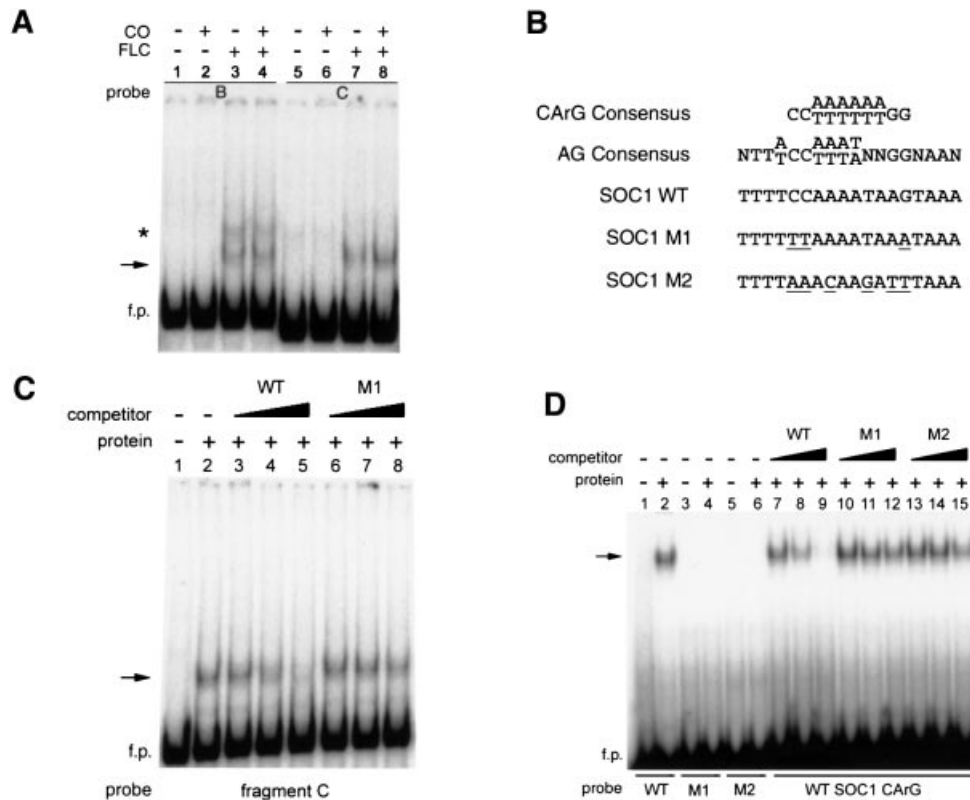 A
CO - + - + - - - +
FLC - - + + - - + +
1 2 3 4 5 6 7 8
probe B C
*
f.p.
B
CArG Consensus CCAAAAAAGG
TTTTTT
AG Consensus NTTACCAAATNNGGNAAN
T TTTA
SOC1 WT TTTTCCAAAATAAGTAAA
SOC1 M1 TTTTTTAAAATAAATAAA
SOC1 M2 TTTTAAACAAGATTTAAA
C
WT M1
competitor - -
protein - + + + + + + +
1 2 3 4 5 6 7 8
f.p.
probe fragment C
D
WT M1 M2
competitor - - - - - -
protein - + - + - + + + + + + + + + +
1 2 3 4 5 6 7 8 9 10 11 12 13 14 15
f.p.
probe WT M1 M2 WT SOC1 CArG